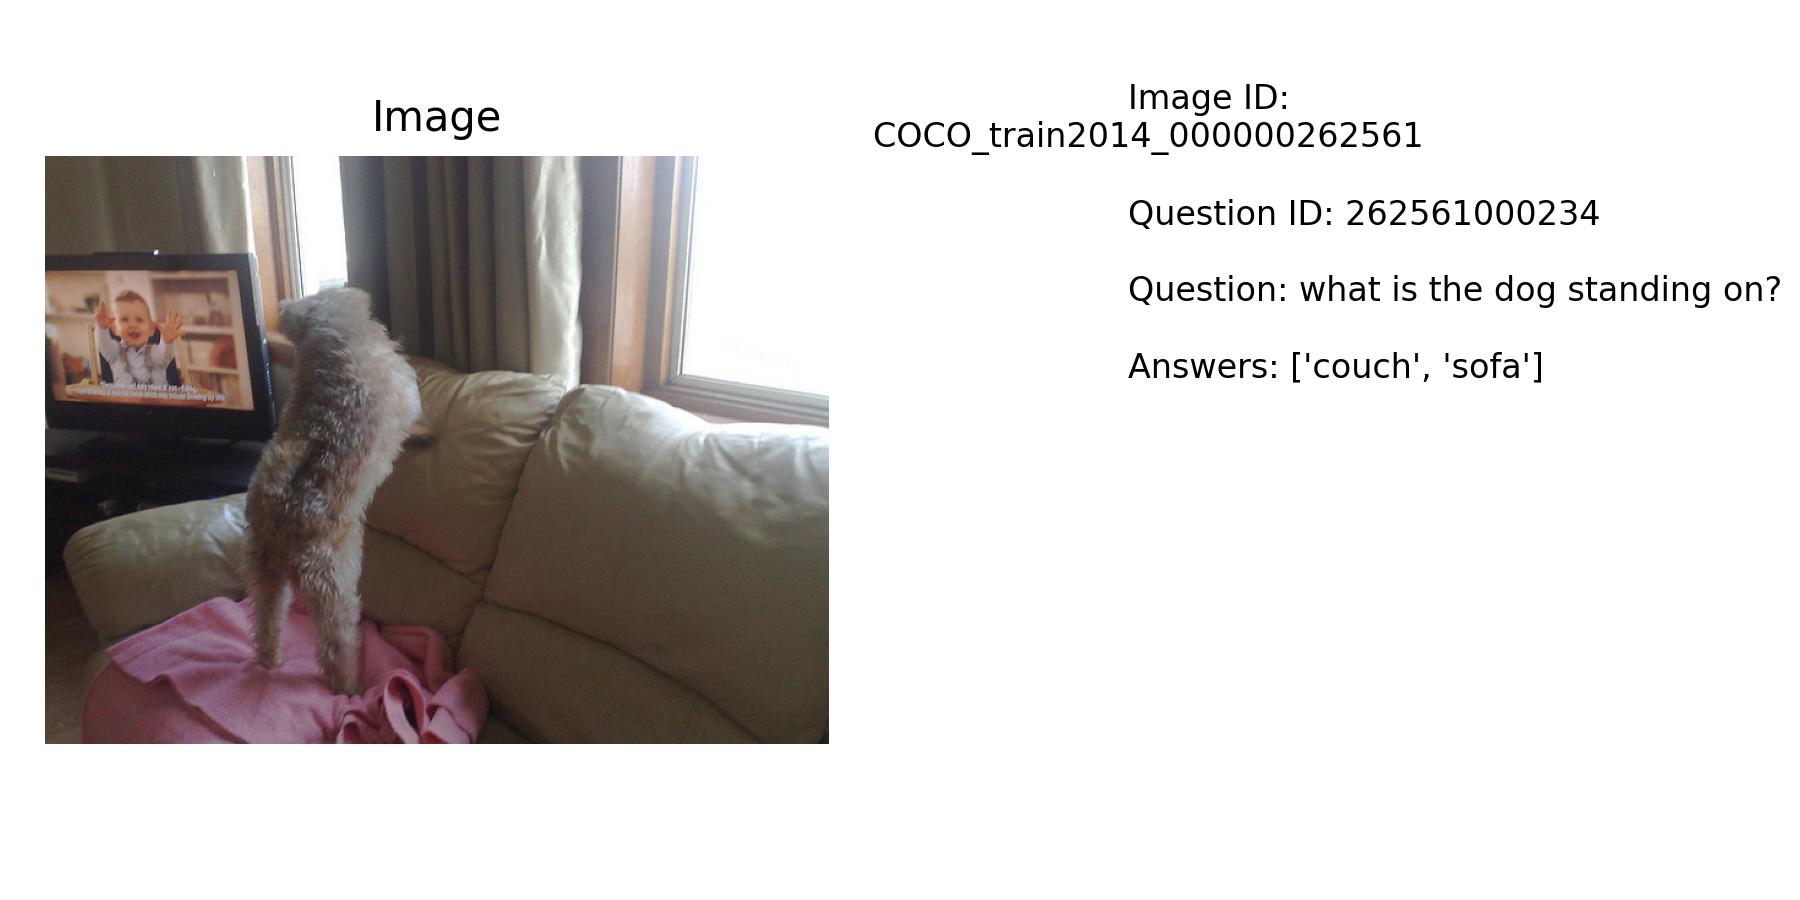 Image
Image ID:
COCO_train2014_000000262561
Question ID: 262561000234
Question: what is the dog standing on?
Answers: ['couch', 'sofa']